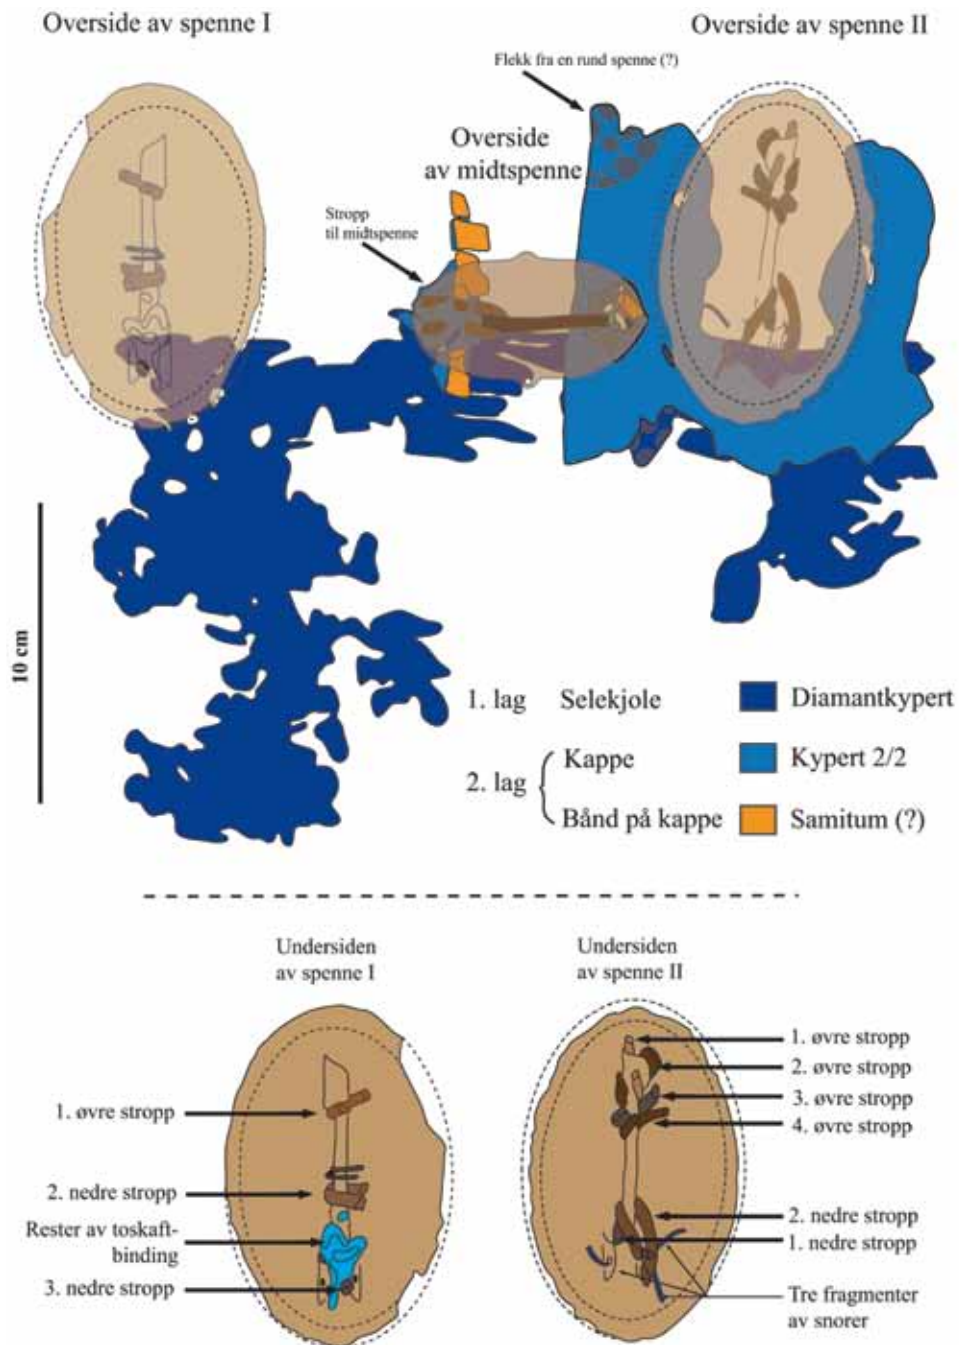 Overside av spenne I
Overside av spenne II
Flekk fra en rund spenne (?)
Overside
av midtspenne
Stropp
til midtspenne
10 cm
1. lag Selekjole Diamantkypert
2. lag Kappe Kypert 2/2
Bånd på kappe Samitum (?)
Undersiden
av spenne I
Undersiden
av spenne II
1. øvre stropp
2. nedre stropp
Rester av toskaft-
binding
3. nedre stropp
1. øvre stropp
2. øvre stropp
3. øvre stropp
4. øvre stropp
2. nedre stropp
1. nedre stropp
Tre fragmenter
av snorer